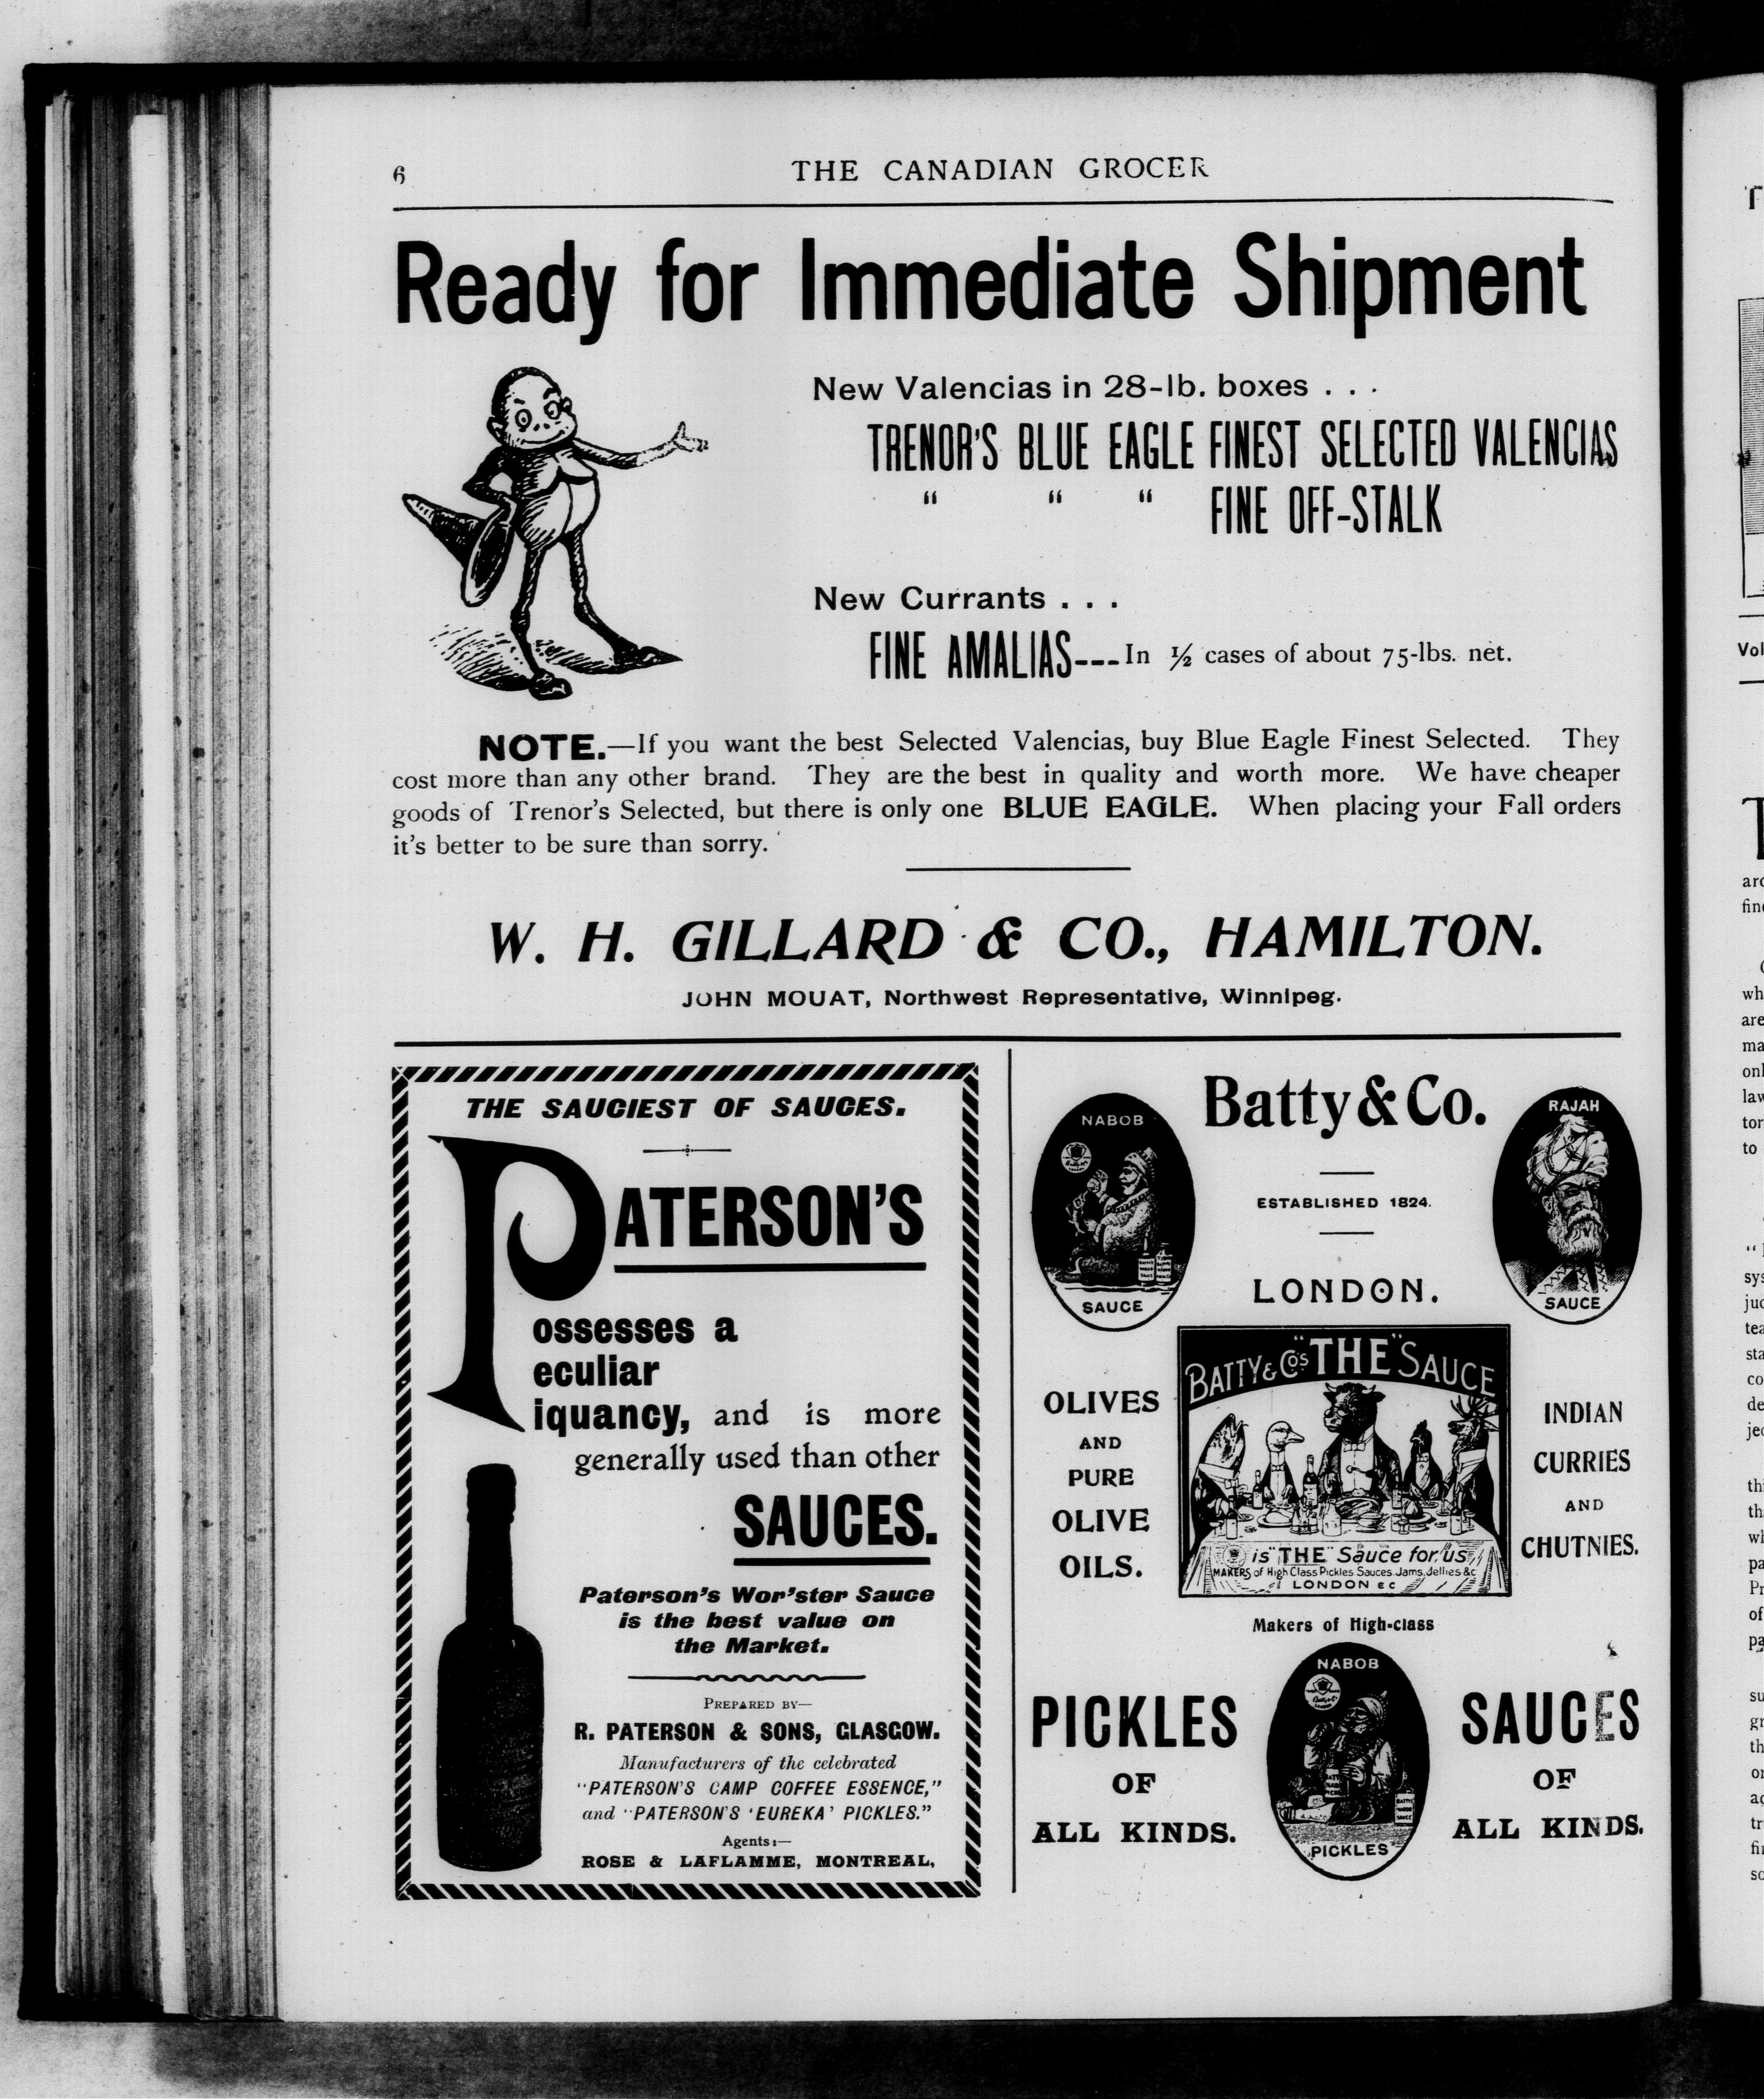 6
THE CANADIAN GROCER
Ready for Immediate Shipment
New Valencias in 28-lb. boxes . . .
TRENOR'S BLUE EAGLE FINEST SELECTED VALENCIAS
“ “ “ FINE OFF-STALK
New Currants . . .
FINE AMALIAS---In ½ cases of about 75-lbs. net.
NOTE.—If you want the best Selected Valencias, buy Blue Eagle Finest Selected. They
cost more than any other brand. They are the best in quality and worth more. We have cheaper
goods of Trenor's Selected, but there is only one BLUE EAGLE. When placing your Fall orders
it's better to be sure than sorry.
W. H. GILLARD & CO., HAMILTON.
JOHN MOUAT, Northwest Representative, Winnipeg.
THE SAUCIEST OF SAUCES.
PATERSON'S
ossesses a
eculiar
iquancy, and is more
generally used than other
SAUCES.
Paterson's Wor'ster Sauce
is the best value on
the Market.
PREPARED BY—
R. PATERSON & SONS, GLASGOW.
Manufacturers of the celebrated
"PATERSON'S CAMP COFFEE ESSENCE,"
and "PATERSON'S 'EUREKA' PICKLES."
Agents:—
ROSE & LAFLAMME, MONTREAL,
Batty & Co.
ESTABLISHED 1824.
LONDON.
NABOB
SAUCE
RAJAH
SAUCE
OLIVES
AND
PURE
OLIVE
OILS.
BATTY & Co's "THE" SAUCE
is "THE" Sauce for us
MAKERS of High Class Pickles Sauces. Jams. Jellies &c
LONDON EC
INDIAN
CURRIES
AND
CHUTNIES.
Makers of High-class
PICKLES
OF
ALL KINDS.
NABOB
PICKLES
SAUCES
OF
ALL KINDS.
Vol